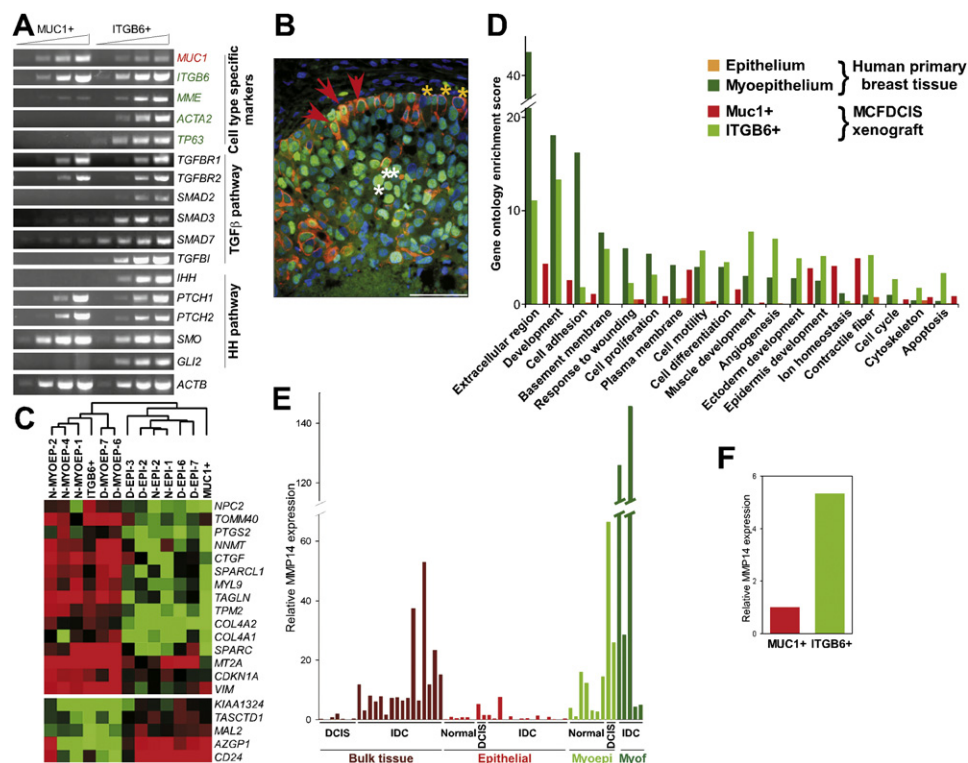 A
MUC1+ ITGB6+
MUC1
ITGB6
MME
ACTA2
TP63
TGFBR1
TGFBR2
SMAD2
SMAD3
SMAD7
TGFBI
IHH
PTCH1
PTCH2
SMO
GLI2
ACTB
Cell type specific
markers
TGFβ pathway
HH pathway
B
* * *
**
*
D
Gene ontology enrichment score
40
20
10
0
Epithelium
Myoepithelium
Muc1+
ITGB6+
Human primary
breast tissue
MCFDCIS
xenograft
Extracellular region
Development
Cell adhesion
Basement membrane
Response to wounding
Cell proliferation
Plasma membrane
Cell motility
Cell differentiation
Muscle development
Angiogenesis
Ectoderm development
Epidermis development
Ion homeostasis
Contractile fiber
Cell cycle
Cytoskeleton
Apoptosis
C
N-MYOEP-2
N-MYOEP-4
N-MYOEP-1
ITGB6+
D-MYOEP-7
D-MYOEP-6
D-EPI-3
D-EPI-2
N-EPI-2
N-EPI-1
D-EPI-6
D-EPI-7
MUC1+
NPC2
TOMM40
PTGS2
NNMT
CTGF
SPARCL1
MYL9
TAGLN
TPM2
COL4A2
COL4A1
SPARC
MT2A
CDKN1A
VIM
KIAA1324
TASCTD1
MAL2
AZGP1
CD24
E
Relative MMP14 expression
140
120
60
40
20
0
DCIS IDC Normal DCIS IDC Normal DCIS IDC
Bulk tissue Epithelial Myoepi Myof
F
Relative MMP14 expression
6
4
2
0
MUC1+ ITGB6+